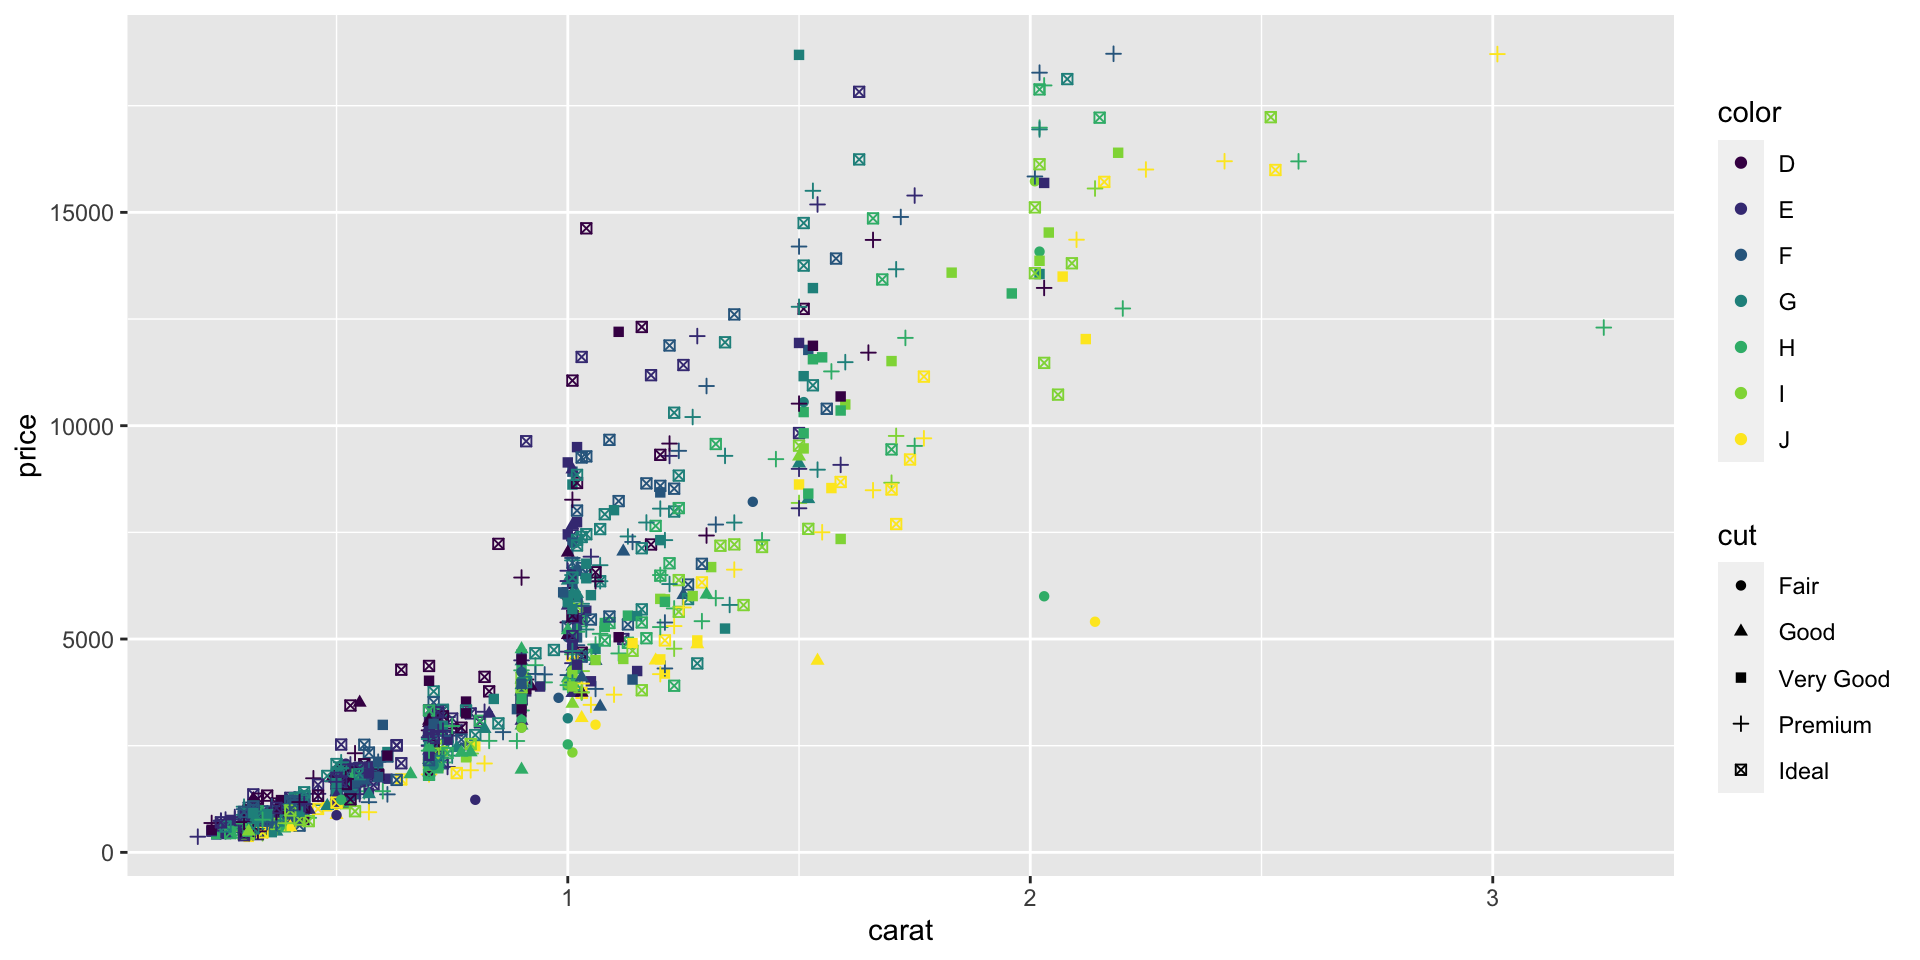 price
15000
10000
5000
0
1
2
3
carat
color
D
E
F
G
H
I
J
cut
Fair
Good
Very Good
Premium
Ideal